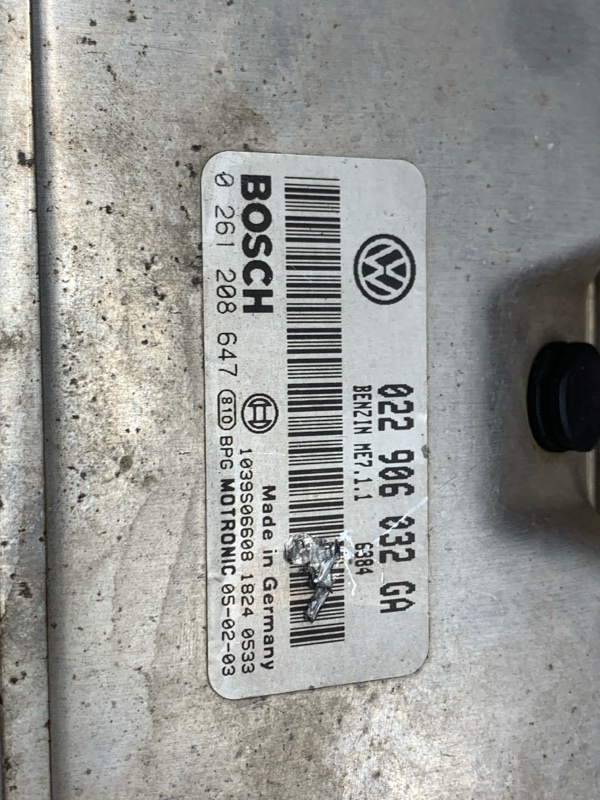 022 906 032 GA
BENZIN ME7.1.1 6384
BOSCH Made in Germany
1039S06608 1824 0533
0 261 208 647 810 BPG MOTRONIC 05-02-03